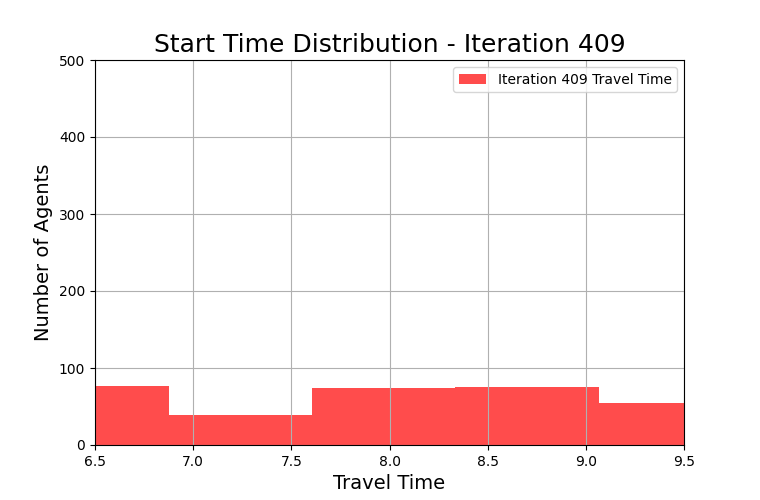 Start Time Distribution - Iteration 409
500
Iteration 409 Travel Time
400
300
200
100
0
Number of Agents
6.5 7.0 7.5 8.0 8.5 9.0 9.5
Travel Time